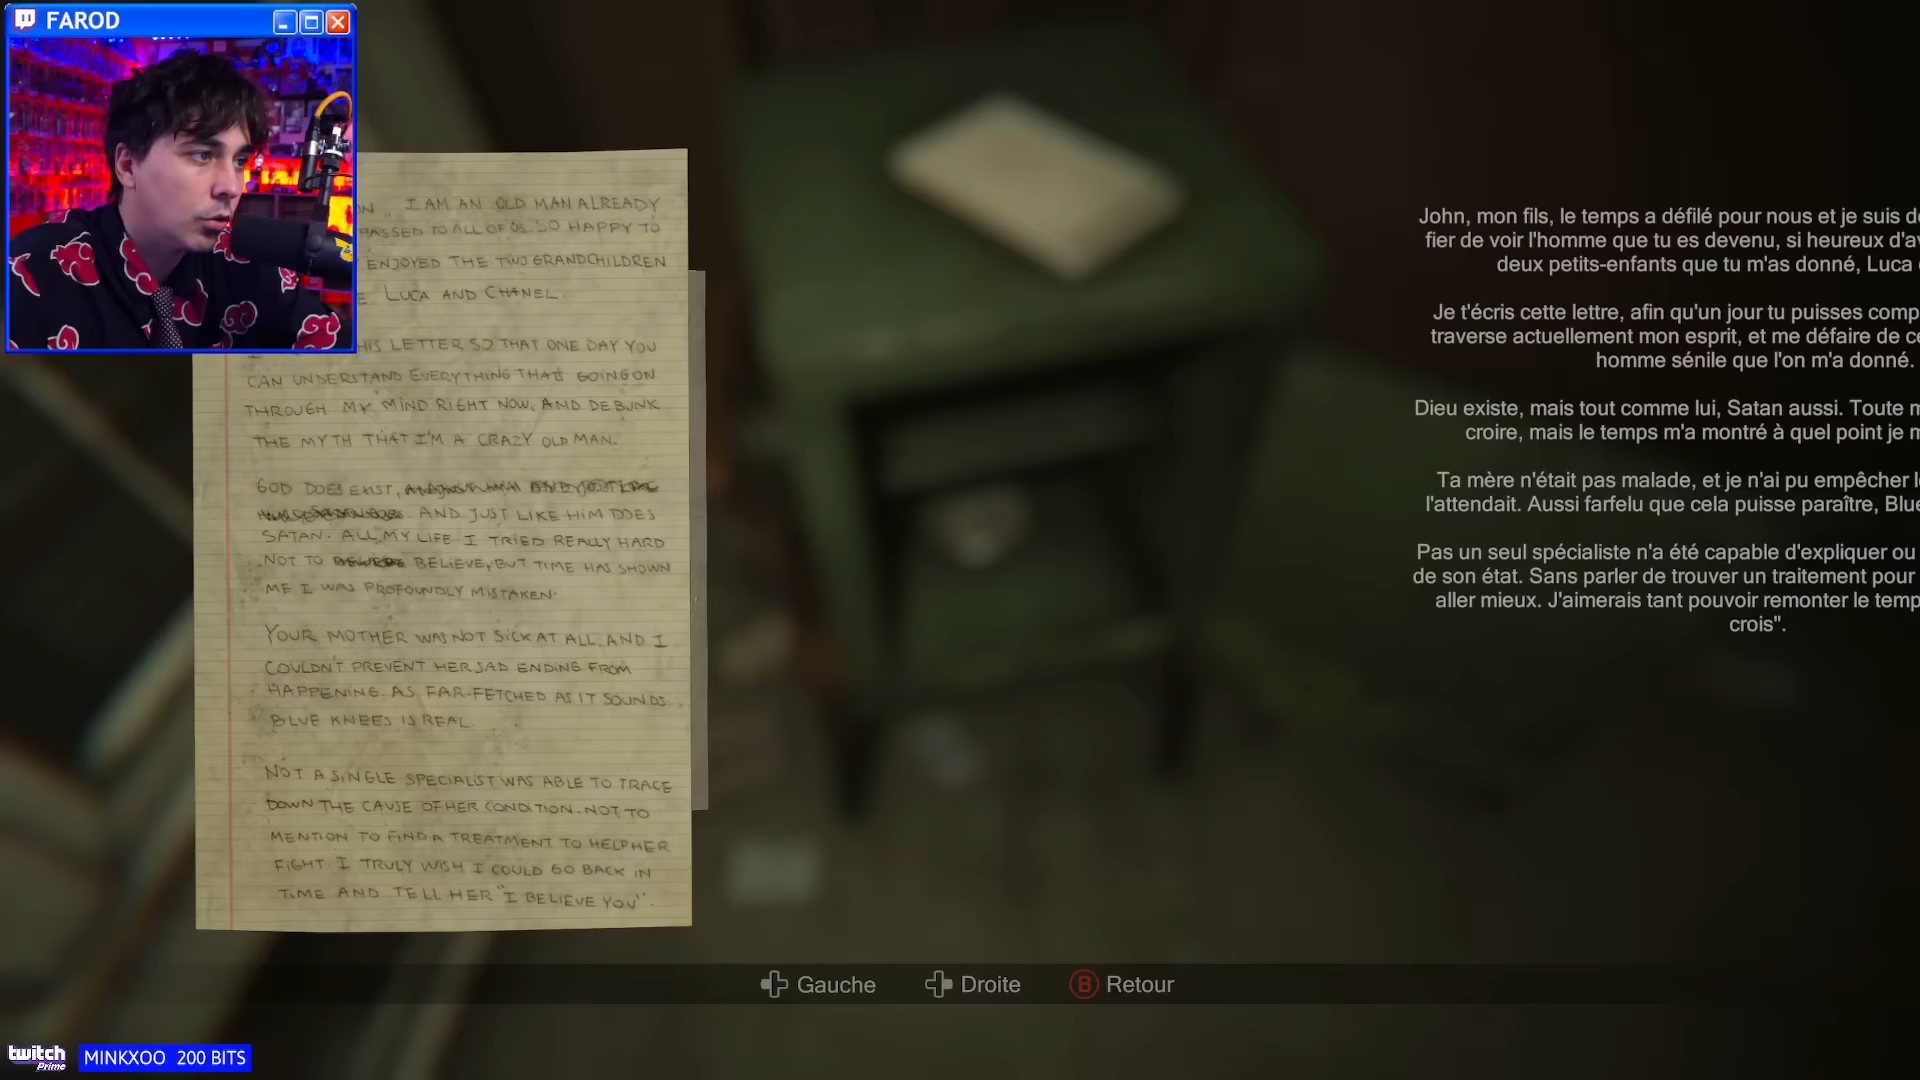 FAROD
I AM AN OLD MAN ALREADY
PASSED TO ALL OF US. SO HAPPY TO
ENJOYED THE TWO GRANDCHILDREN
LUCA AND CHANEL
THIS LETTER SO THAT ONE DAY YOU
CAN UNDERSTAND EVERYTHING THAT'S GOING ON
THROUGH MY MIND RIGHT NOW, AND DEBUNK
THE MYTH THAT I'M A CRAZY OLD MAN.
GOD DOES EXIST,
AND JUST LIKE HIM DOES
SATAN. ALL MY LIFE I TRIED REALLY HARD
NOT TO BELIEVE, BUT TIME HAS SHOWN
ME I WAS PROFOUNDLY MISTAKEN.
YOUR MOTHER WAS NOT SICK AT ALL. AND I
COULDN'T PREVENT HER SAD ENDING FROM
HAPPENING. AS FAR-FETCHED AS IT SOUNDS...
BLUE KNEES IS REAL.
NOT A SINGLE SPECIALIST WAS ABLE TO TRACE
DOWN THE CAUSE OF HER CONDITION. NOT TO
MENTION TO FIND A TREATMENT TO HELP HER
FIGHT. I TRULY WISH I COULD GO BACK IN
TIME AND TELL HER "I BELIEVE YOU".
John, mon fils, le temps a défilé pour nous et je suis
fier de voir l'homme que tu es devenu, si heureux
deux petits-enfants que tu m'as donné, Luca
Je t'écris cette lettre, afin qu'un jour tu puisses
traverse actuellement mon esprit, et me défaire de
homme sénile que l'on m'a donné.
Dieu existe, mais tout comme lui, Satan aussi. Toute
croire, mais le temps m'a montré à quel point je
Ta mère n'était pas malade, et je n'ai pu empêcher
l'attendait. Aussi farfelu que cela puisse paraître, Blue
Pas un seul spécialiste n'a été capable d'expliquer ou
de son état. Sans parler de trouver un traitement pour
aller mieux. J'aimerais tant pouvoir remonter le temp
crois".
Gauche Droite B Retour
twitch Prime
MINKXOO 200 BITS